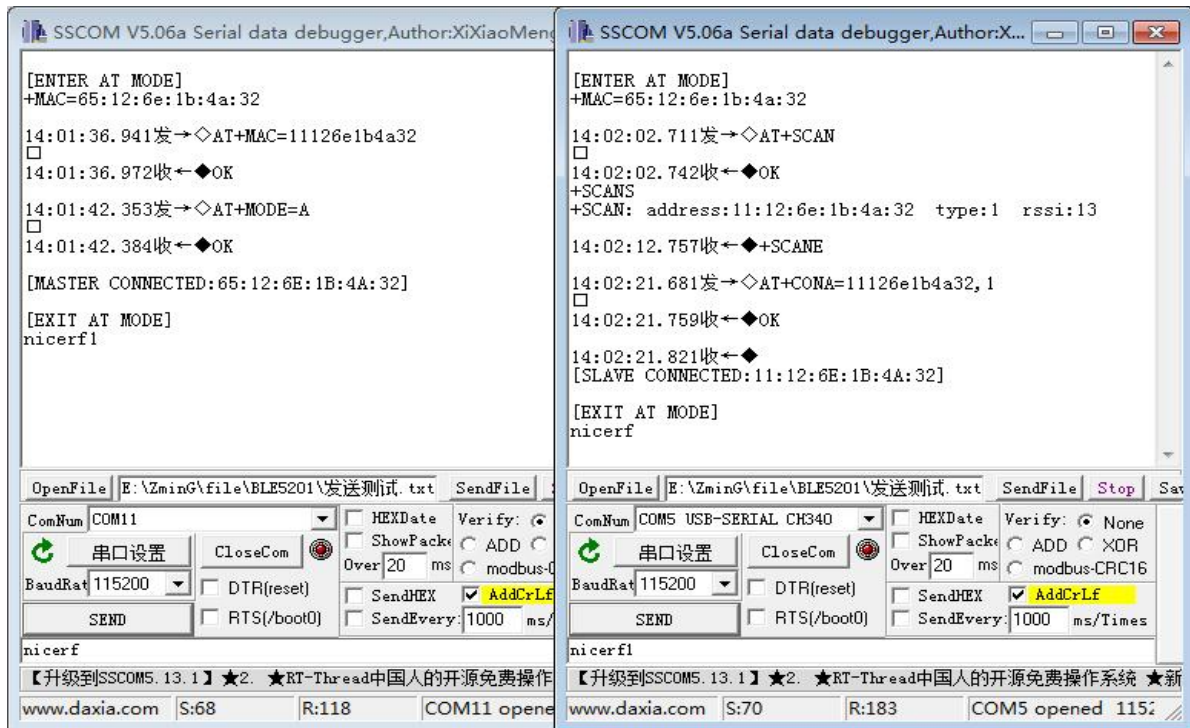 SSCOM V5.06a Serial data debugger,Author:XiXiaoMeng
[ENTER AT MODE]
+MAC=65:12:6e:1b:4a:32
14:01:36.941发→◇AT+MAC=11126e1b4a32
□
14:01:36.972收←◆OK
14:01:42.353发→◇AT+MODE=A
□
14:01:42.384收←◆OK
[MASTER CONNECTED:65:12:6E:1B:4A:32]
[EXIT AT MODE]
nicerf1
OpenFile E:\ZminG\file\BLE5201\发送测试.txt SendFile
ComNum COM11 HEXDate Verify:
串口设置 CloseCom ShowPacke ADD
Over 20 ms modbus-C
BaudRat 115200 DTR(reset) SendHEX AddCrLf
SEND RTS(/boot0) SendEvery: 1000 ms/
nicerf
【升级到SSCOM5.13.1】★2. ★RT-Thread中国人的开源免费操作
www.daxia.com S:68 R:118 COM11 opene
SSCOM V5.06a Serial data debugger,Author:X...
[ENTER AT MODE]
+MAC=65:12:6e:1b:4a:32
14:02:02.711发→◇AT+SCAN
□
14:02:02.742收←◆OK
+SCANS
+SCAN: address:11:12:6e:1b:4a:32 type:1 rssi:13
14:02:12.757收←◆+SCANE
14:02:21.681发→◇AT+CONA=11126e1b4a32,1
□
14:02:21.759收←◆OK
14:02:21.821收←◆
[SLAVE CONNECTED:11:12:6E:1B:4A:32]
[EXIT AT MODE]
nicerf
OpenFile E:\ZminG\file\BLE5201\发送测试.txt SendFile Stop Sav
ComNum COM5 USB-SERIAL CH340 HEXDate Verify: None
串口设置 CloseCom ShowPacke ADD XOR
Over 20 ms modbus-CRC16
BaudRat 115200 DTR(reset) SendHEX AddCrLf
SEND RTS(/boot0) SendEvery: 1000 ms/Times
nicerf1
【升级到SSCOM5.13.1】★2. ★RT-Thread中国人的开源免费操作系统 ★新
www.daxia.com S:70 R:183 COM5 opened 1152